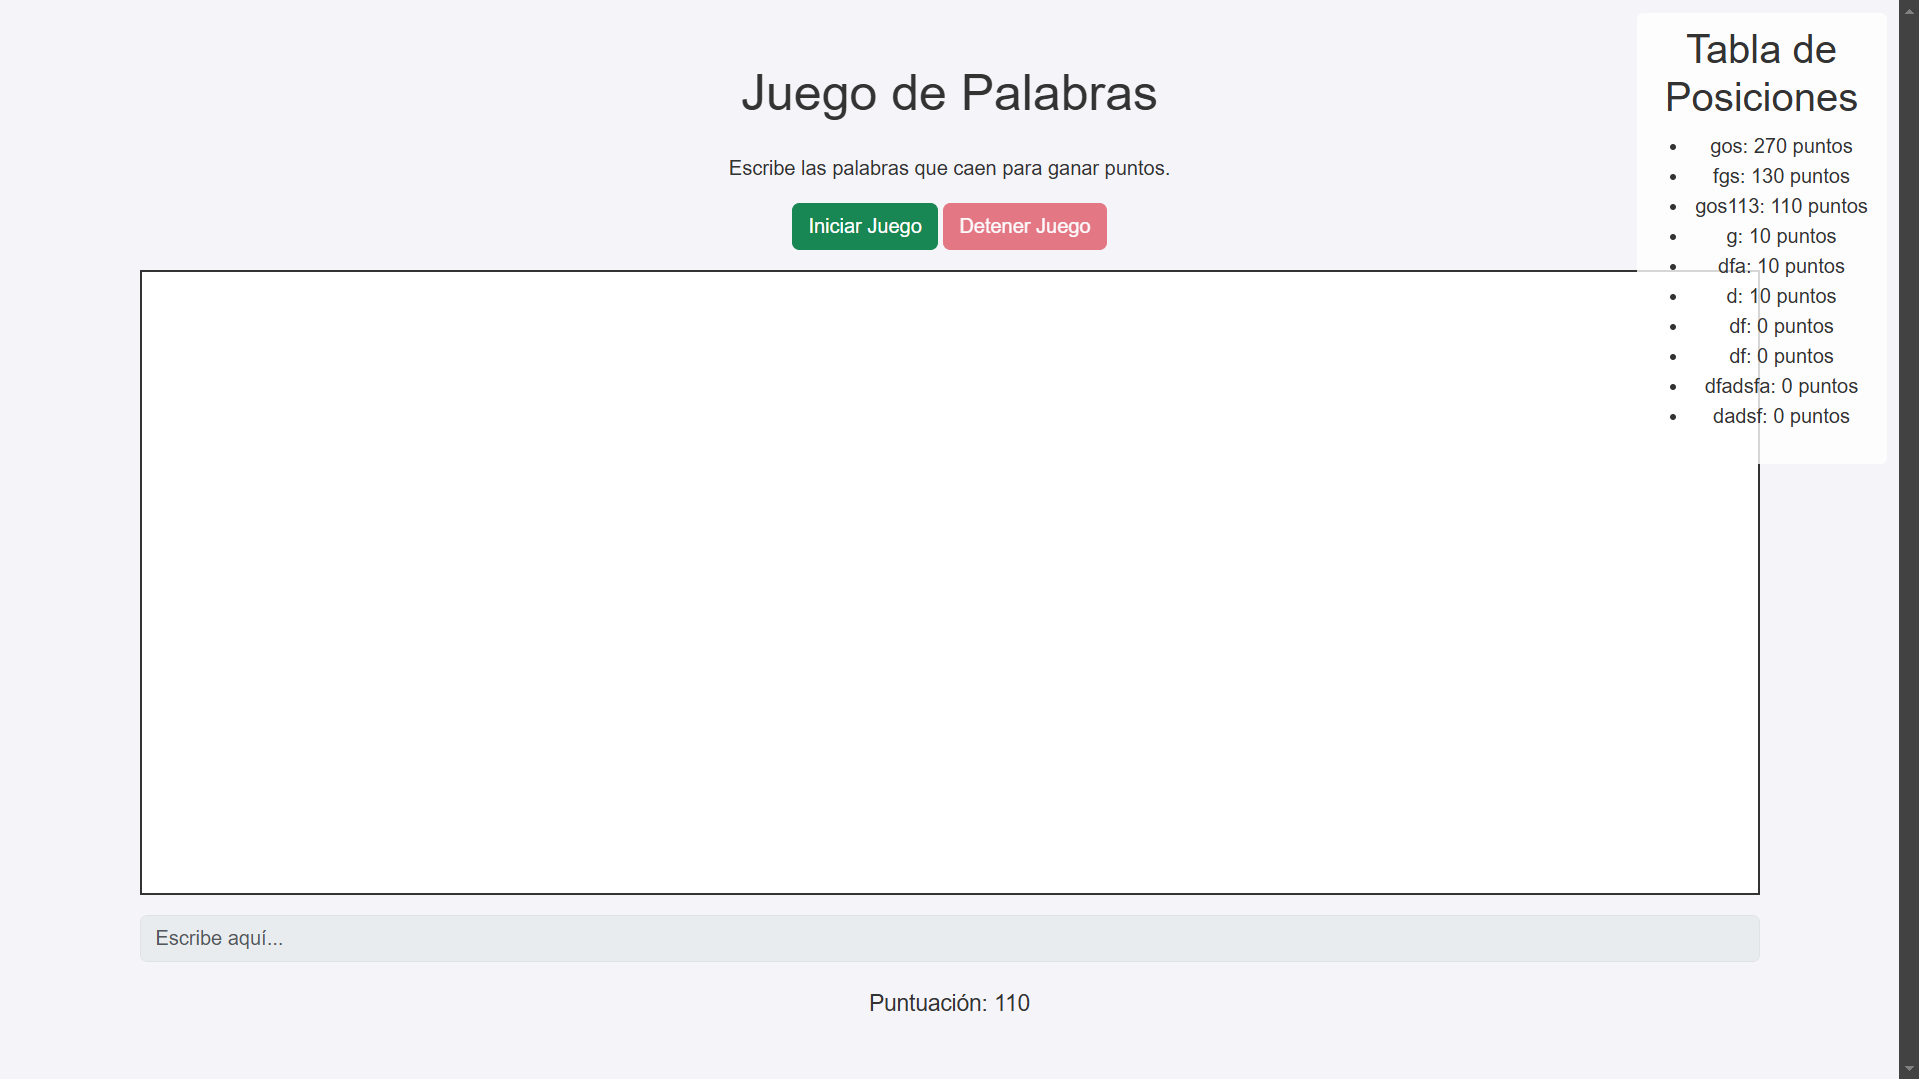 Juego de Palabras
Escribe las palabras que caen para ganar puntos.
Iniciar Juego Detener Juego
Escribe aquí...
Puntuación: 110
Tabla de
Posiciones
gos: 270 puntos
fgs: 130 puntos
gos113: 110 puntos
g: 10 puntos
dfa: 10 puntos
d: 10 puntos
df: 0 puntos
df: 0 puntos
dfadsfa: 0 puntos
dadsf: 0 puntos